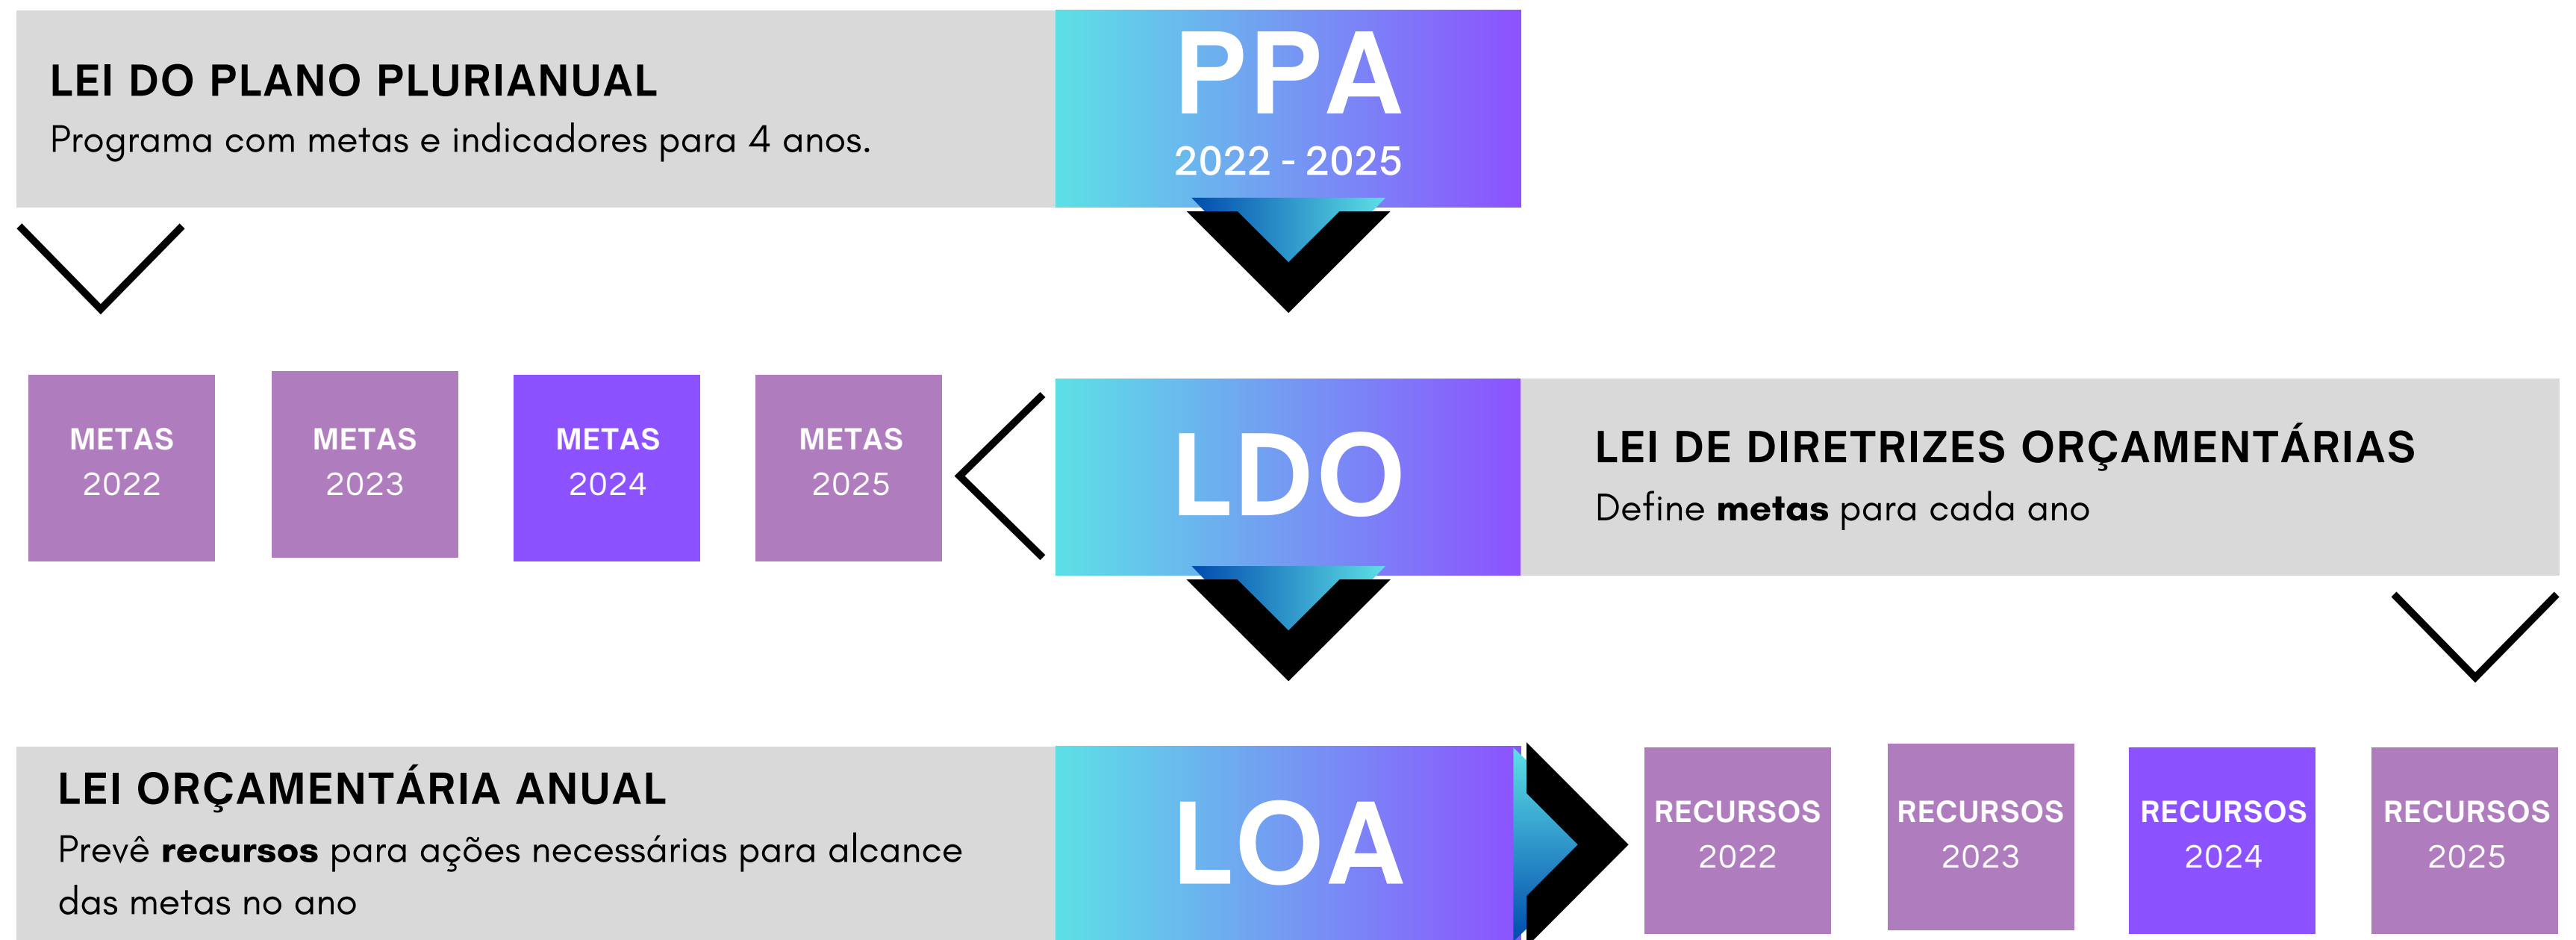 LEI DO PLANO PLURIANUAL
Programa com metas e indicadores para 4 anos.
PPA
2022 - 2025
METAS
2022
METAS
2023
METAS
2024
METAS
2025
LDO
LEI DE DIRETRIZES ORÇAMENTÁRIAS
Define metas para cada ano
LEI ORÇAMENTÁRIA ANUAL
Prevê recursos para ações necessárias para alcance
das metas no ano
LOA
RECURSOS
2022
RECURSOS
2023
RECURSOS
2024
RECURSOS
2025